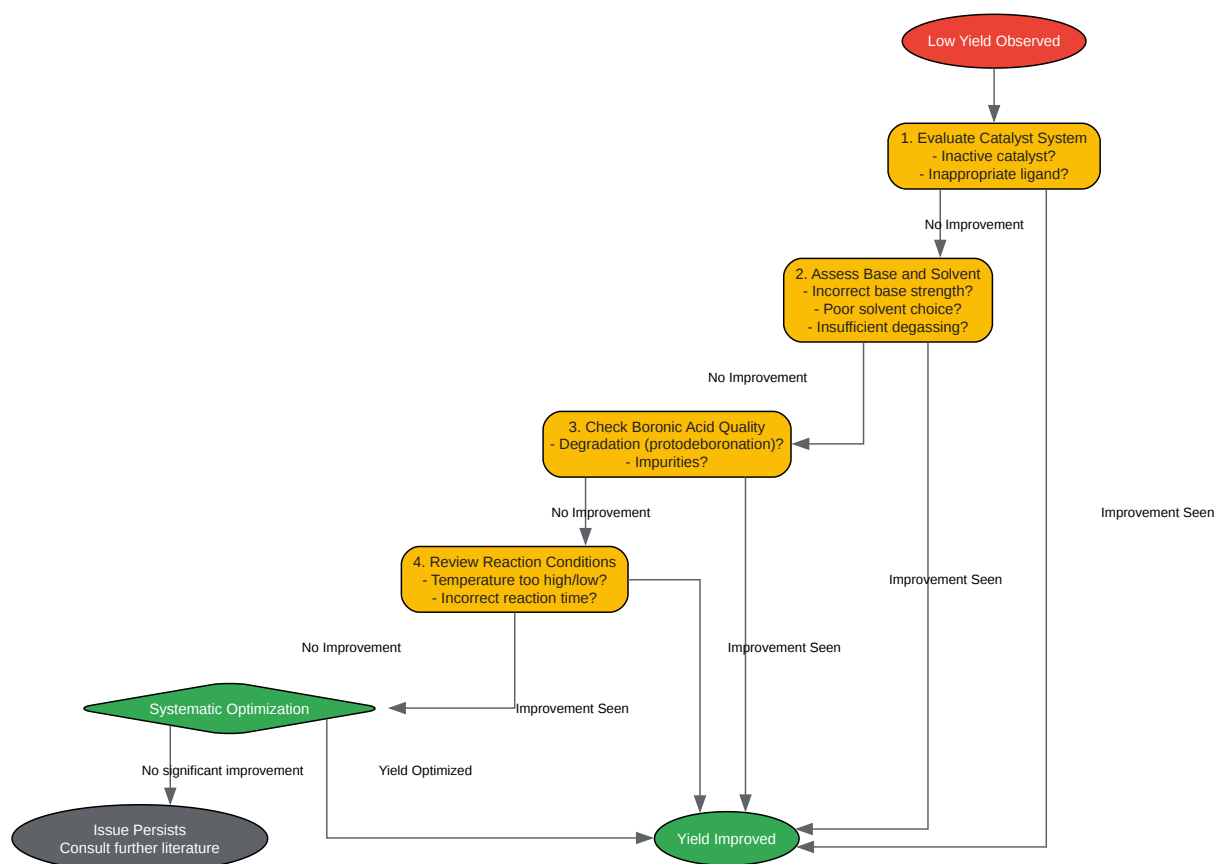 Low Yield Observed
1. Evaluate Catalyst System
- Inactive catalyst?
- Inappropriate ligand?
No Improvement
2. Assess Base and Solvent
- Incorrect base strength?
- Poor solvent choice?
- Insufficient degassing?
No Improvement
3. Check Boronic Acid Quality
- Degradation (protodeboronation)?
- Impurities?
No Improvement
Improvement Seen
4. Review Reaction Conditions
- Temperature too high/low?
- Incorrect reaction time?
Improvement Seen
No Improvement
Improvement Seen
Systematic Optimization
Improvement Seen
No significant improvement
Yield Optimized
Issue Persists
Consult further literature
Yield Improved